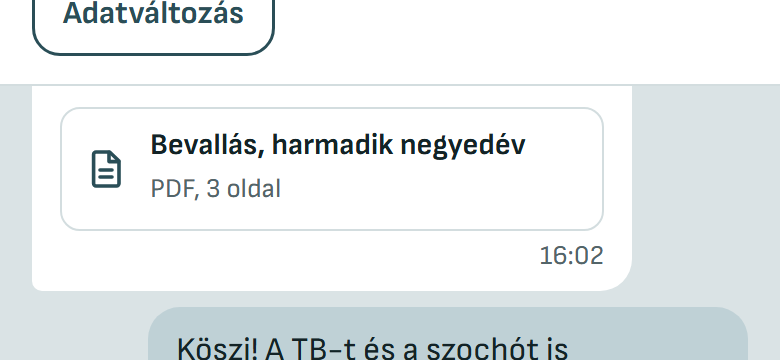 Adatváltozás
Bevallás, harmadik negyedév
PDF, 3 oldal
16:02
Köszi! A TB-t és a szochót is